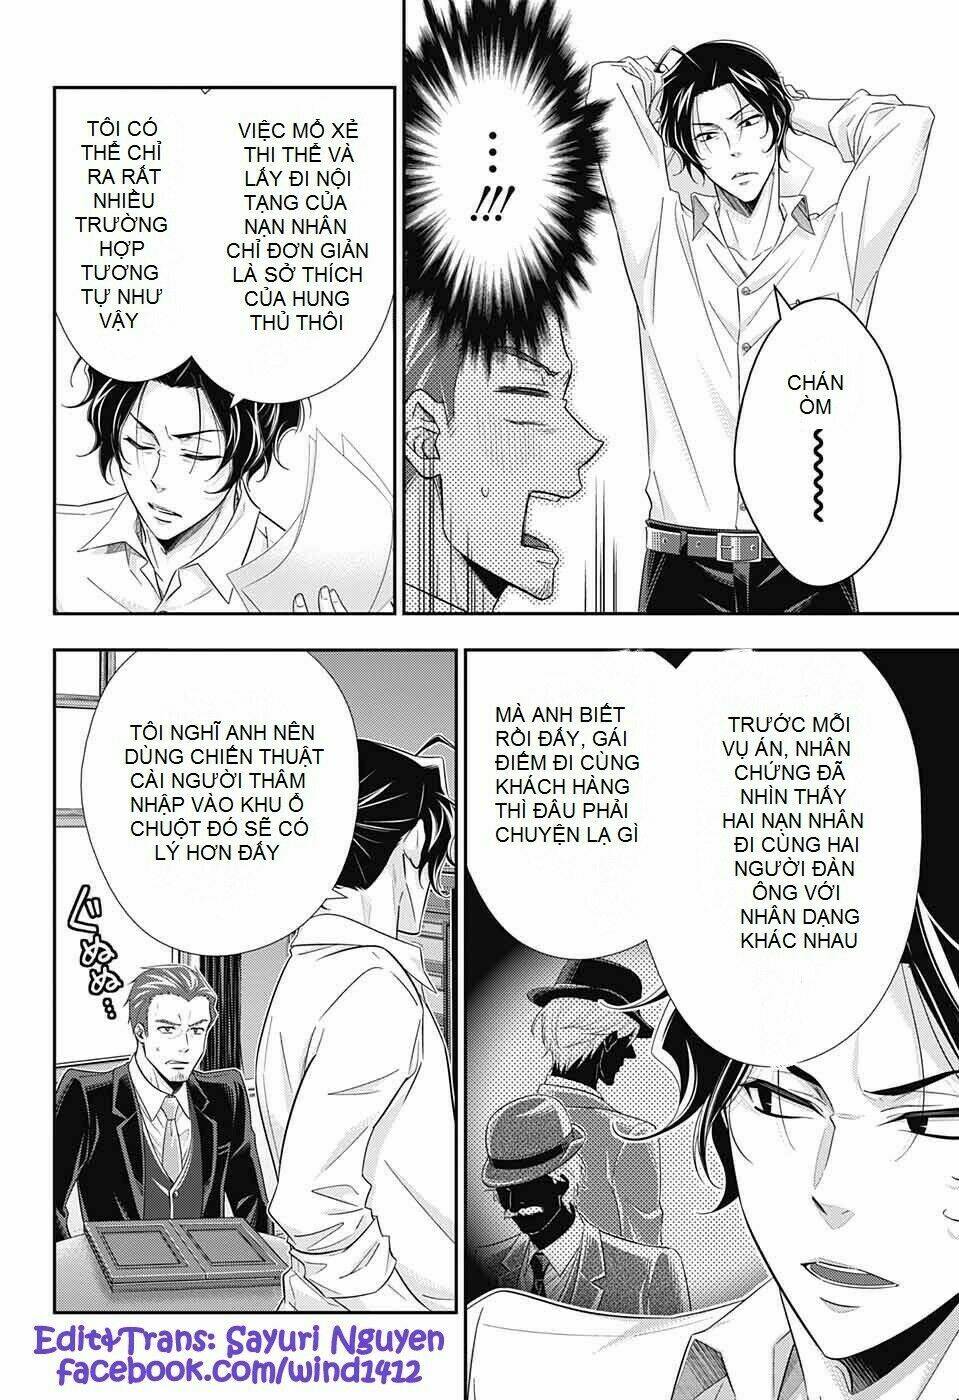 CHÁN
ÒM
...
!!!
VIỆC MỔ XẺ
THI THỂ VÀ
LẤY ĐI NỘI
TẠNG CỦA
NẠN NHÂN
CHỈ ĐƠN GIẢN
LÀ SỞ THÍCH
CỦA HUNG
THỦ THÔI
TÔI CÓ
THỂ CHỈ
RA RẤT
NHIỀU
TRƯỜNG
HỢP
TƯƠNG
TỰ NHƯ
VẬY
TRƯỚC MỖI
VỤ ÁN, NHÂN
CHỨNG ĐÃ
NHÌN THẤY
HAI NẠN NHÂN
ĐI CÙNG HAI
NGƯỜI ĐÀN
ÔNG VỚI
NHÂN DẠNG
KHÁC NHAU
MÀ ANH BIẾT
RỒI ĐẤY, GÁI
ĐIẾM ĐI CÙNG
KHÁCH HÀNG
THÌ ĐÂU PHẢI
CHUYỆN LẠ GÌ
TÔI NGHĨ ANH NÊN
DÙNG CHIẾN THUẬT
CÀI NGƯỜI THÂM
NHẬP VÀO KHU Ổ
CHUỘT ĐÓ SẼ CÓ
LÝ HƠN ĐẤY
ぐぬぬ…
Edit&Trans: Sayuri Nguyen
facebook.com/wind1412